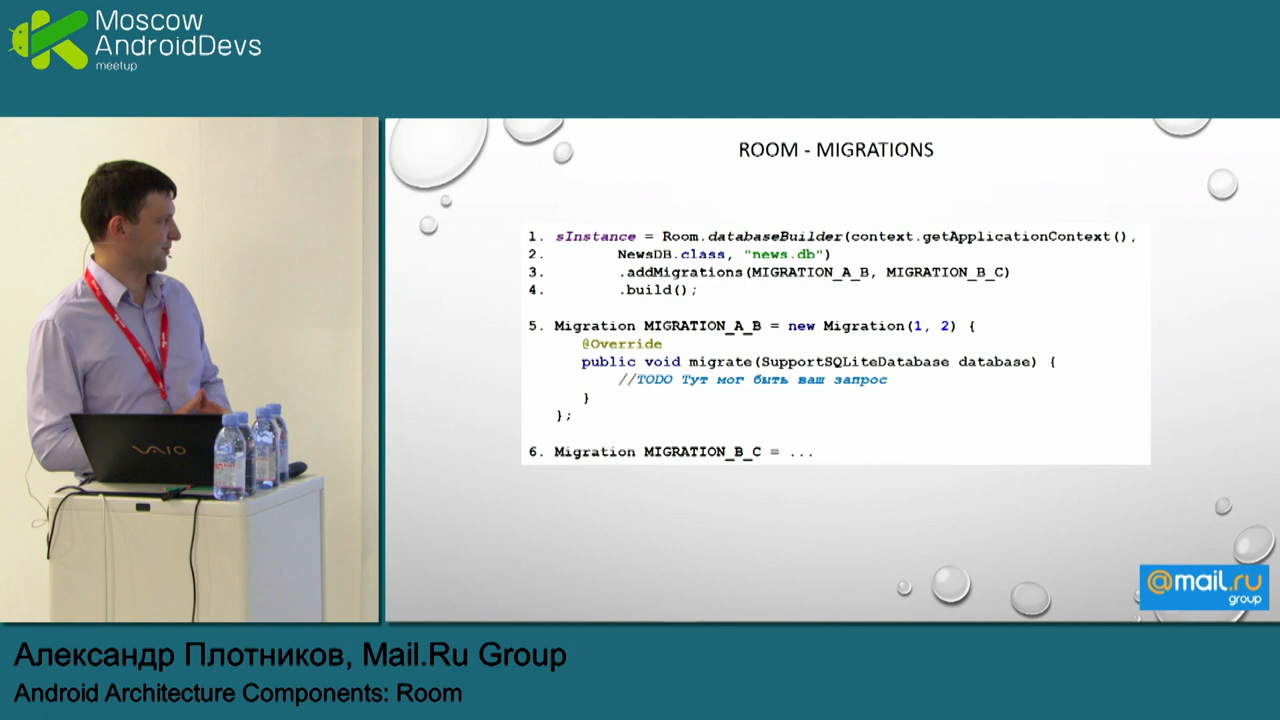 Moscow
AndroidDevs
meetup
ROOM - MIGRATIONS
1. sInstance = Room.databaseBuilder(context.getApplicationContext(),
2. NewsDB.class, "news.db")
3. .addMigrations(MIGRATION_A_B, MIGRATION_B_C)
4. .build();
5. Migration MIGRATION_A_B = new Migration(1, 2) {
@Override
public void migrate(SupportSQLiteDatabase database) {
//TODO Тут мог быть ваш запрос
}
};
6. Migration MIGRATION_B_C = ...
VAIO
@mail.ru
group
Александр Плотников, Mail.Ru Group
Android Architecture Components: Room